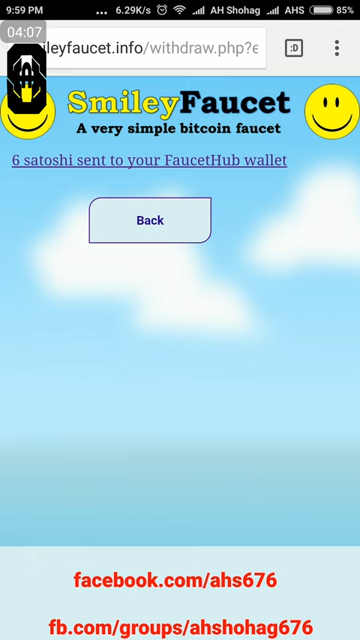 9:59 PM ... 6.29K/s AH Shohag AHS 85%
04:07
ileyfaucet.info/withdraw.php?e
:D
SmileyFaucet
A very simple bitcoin faucet
6 satoshi sent to your FaucetHub wallet
Back
facebook.com/ahs676
fb.com/groups/ahshohag676